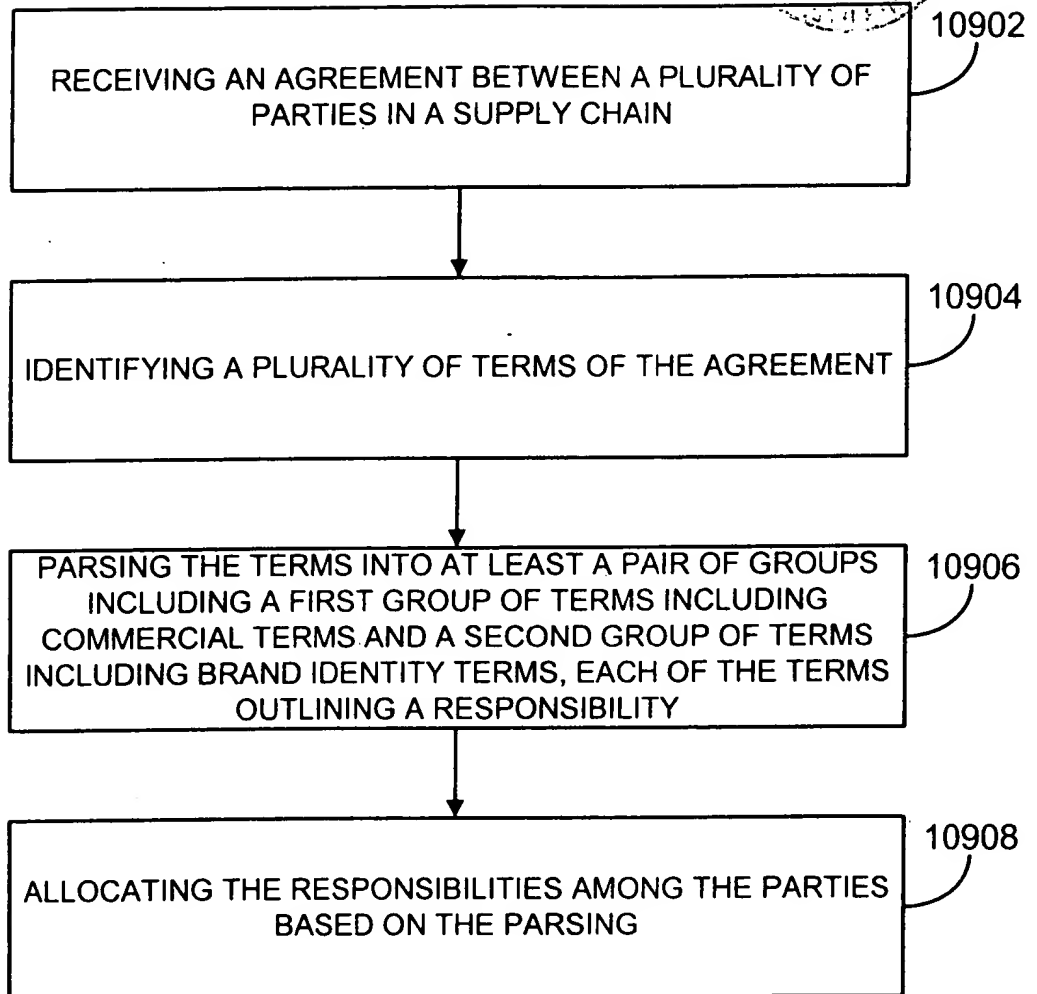 10902
RECEIVING AN AGREEMENT BETWEEN A PLURALITY OF
PARTIES IN A SUPPLY CHAIN
10904
IDENTIFYING A PLURALITY OF TERMS OF THE AGREEMENT
10906
PARSING THE TERMS INTO AT LEAST A PAIR OF GROUPS
INCLUDING A FIRST GROUP OF TERMS INCLUDING
COMMERCIAL TERMS AND A SECOND GROUP OF TERMS
INCLUDING BRAND IDENTITY TERMS, EACH OF THE TERMS
OUTLINING A RESPONSIBILITY
10908
ALLOCATING THE RESPONSIBILITIES AMONG THE PARTIES
BASED ON THE PARSING